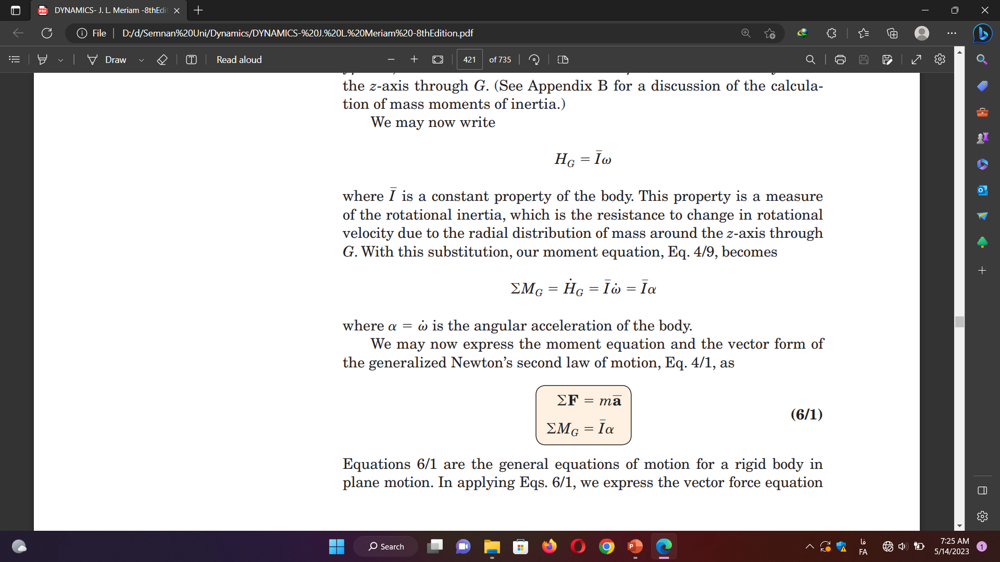 DYNAMICS- J. L. Meriam -8thEdi
File
D:/d/Semnan%20Uni/Dynamics/DYNAMICS-%20J.%20L.%20Meriam%20-8thEdition.pdf
Draw
Read aloud
421 of 735
the z-axis through G. (See Appendix B for a discussion of the calcula-
tion of mass moments of inertia.)
We may now write
H_G = Īω
where Ī is a constant property of the body. This property is a measure
of the rotational inertia, which is the resistance to change in rotational
velocity due to the radial distribution of mass around the z-axis through
G. With this substitution, our moment equation, Eq. 4/9, becomes
ΣM_G = Ḣ_G = Īω̇ = Īα
where α = ω̇ is the angular acceleration of the body.
We may now express the moment equation and the vector form of
the generalized Newton’s second law of motion, Eq. 4/1, as
ΣF = ma̅
ΣM_G = Īα
(6/1)
Equations 6/1 are the general equations of motion for a rigid body in
plane motion. In applying Eqs. 6/1, we express the vector force equation
Search
فا
FA
7:25 AM
5/14/2023
1